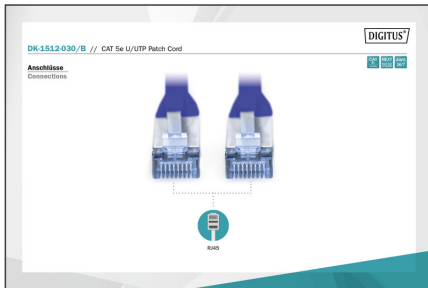 DIGITUS®
DK-1512-030/B // CAT 5e U/UTP Patch Cord
Anschlüsse
Connections
RJ45